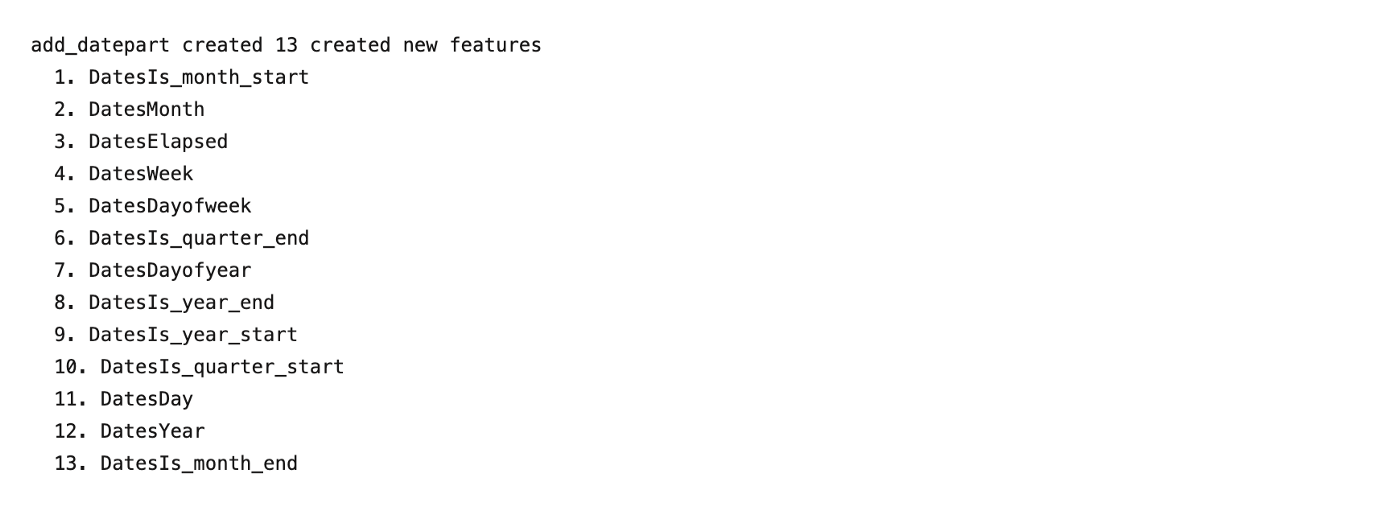 add_datepart created 13 created new features
1. DatesIs_month_start
2. DatesMonth
3. DatesElapsed
4. DatesWeek
5. DatesDayofweek
6. DatesIs_quarter_end
7. DatesDayofyear
8. DatesIs_year_end
9. DatesIs_year_start
10. DatesIs_quarter_start
11. DatesDay
12. DatesYear
13. DatesIs_month_end